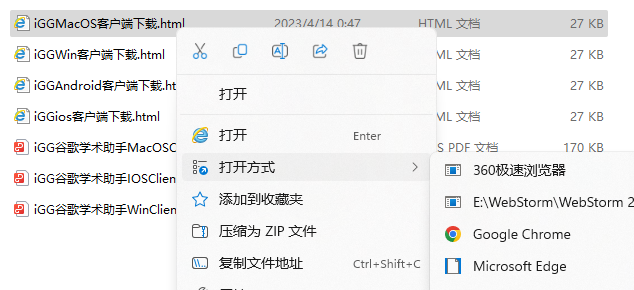 iGGMacOS客户端下载.html 2023/4/14 0:47 HTML 文档 27 KB
iGGWin客户端下载.html ML 文档 27 KB
iGGAndroid客户端下载.ht ML 文档 27 KB
iGGios客户端下载.html ML 文档 27 KB
iGG谷歌学术助手MacOSC S PDF 文档 170 KB
iGG谷歌学术助手IOSClien
iGG谷歌学术助手WinClien
打开
打开 Enter
打开方式
添加到收藏夹
压缩为 ZIP 文件
复制文件地址 Ctrl+Shift+C
360极速浏览器
E:\WebStorm\WebStorm 2
Google Chrome
Microsoft Edge